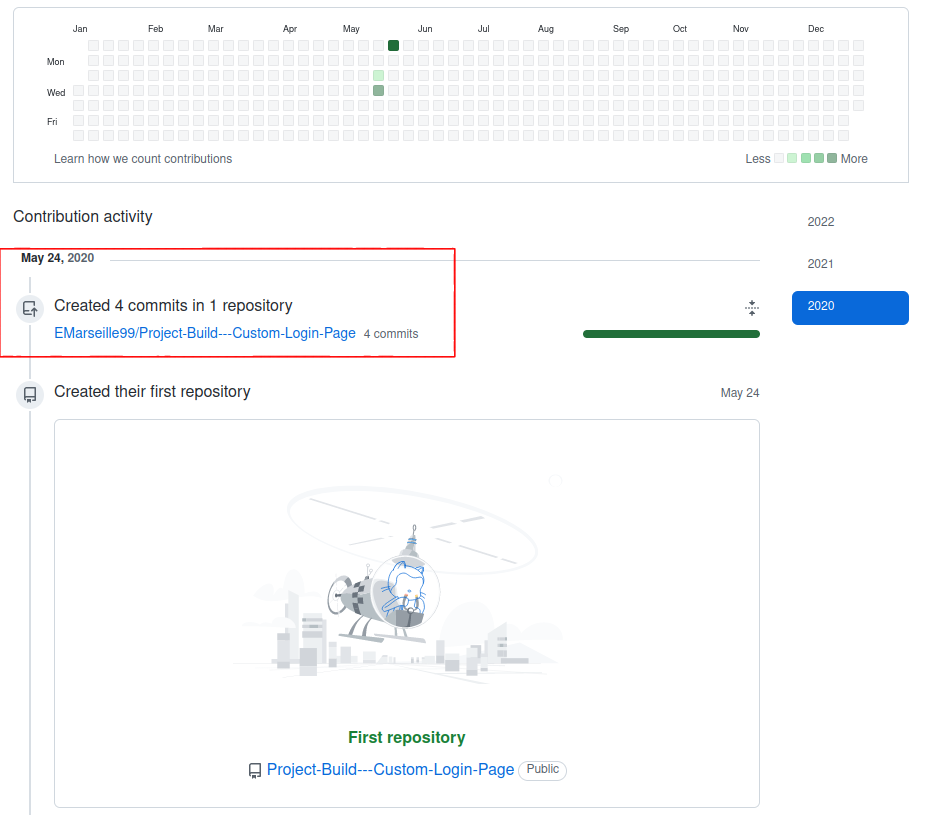 Jan Feb Mar Apr May Jun Jul Aug Sep Oct Nov Dec
Mon
Wed
Fri
Learn how we count contributions
Less More
Contribution activity
2022
2021
2020
May 24, 2020
Created 4 commits in 1 repository
EMarseille99/Project-Build---Custom-Login-Page 4 commits
Created their first repository
May 24
First repository
Project-Build---Custom-Login-Page Public